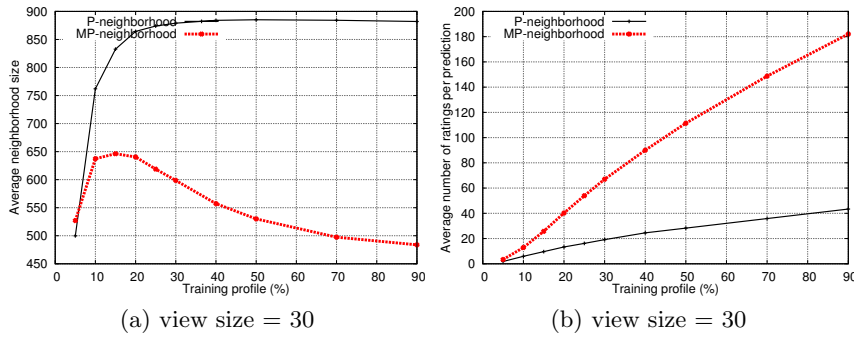 Average neighborhood size
900
850
800
750
700
650
600
550
500
450
P-neighborhood
MP-neighborhood
0 10 20 30 40 50 60 70 80 90
Training profile (%)
(a) view size = 30
Average number of ratings per prediction
200
180
160
140
120
100
80
60
40
20
0
P-neighborhood
MP-neighborhood
0 10 20 30 40 50 60 70 80 90
Training profile (%)
(b) view size = 30